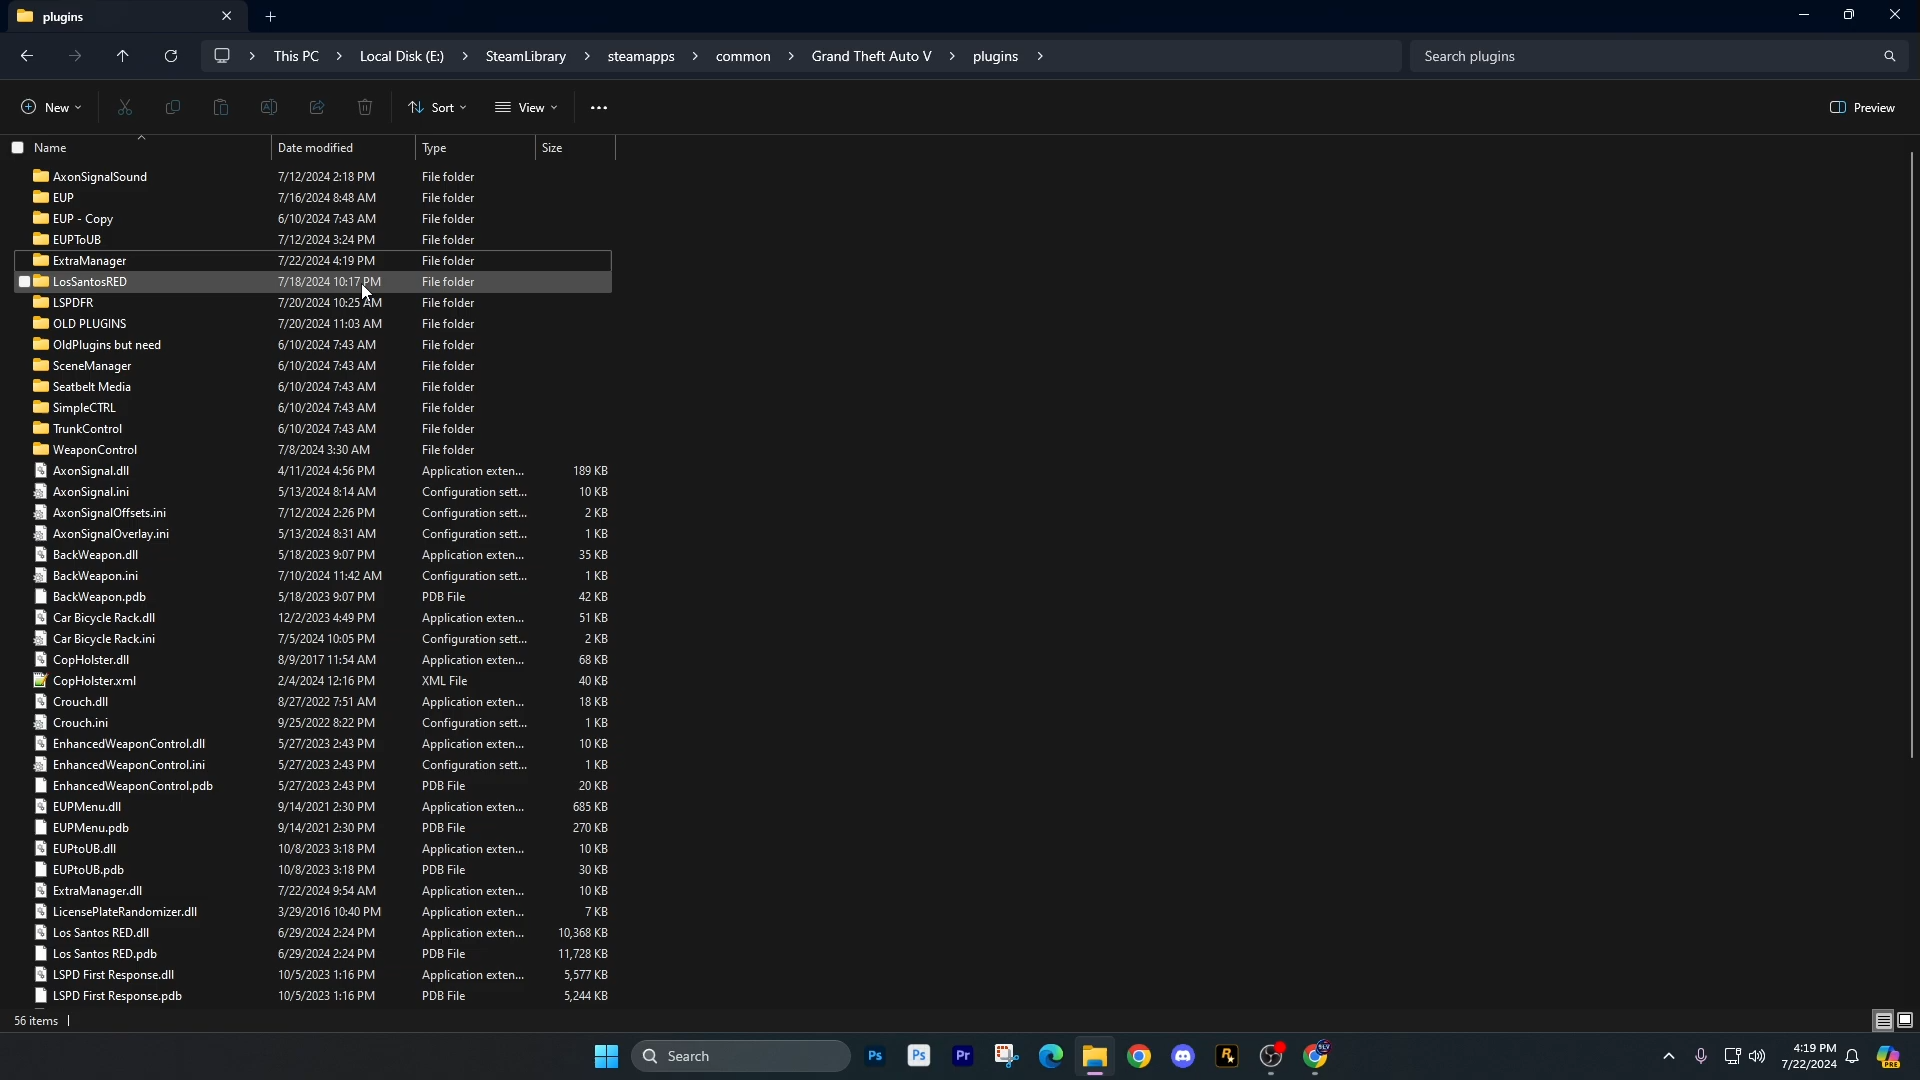 plugins
This PC > Local Disk (E:) > SteamLibrary > steamapps > common > Grand Theft Auto V > plugins >
Search plugins
New
Sort
View
Preview
Name Date modified Type Size
AxonSignalSound 7/12/2024 2:18 PM File folder
EUP 7/16/2024 8:48 AM File folder
EUP - Copy 6/10/2024 7:43 AM File folder
EUPToUB 7/12/2024 3:24 PM File folder
ExtraManager 7/22/2024 4:19 PM File folder
LosSantosRED 7/18/2024 10:17 PM File folder
LSPDFR 7/20/2024 10:25 AM File folder
OLD PLUGINS 7/20/2024 11:03 AM File folder
OldPlugins but need 6/10/2024 7:43 AM File folder
SceneManager 6/10/2024 7:43 AM File folder
Seatbelt Media 6/10/2024 7:43 AM File folder
SimpleCTRL 6/10/2024 7:43 AM File folder
TrunkControl 6/10/2024 7:43 AM File folder
WeaponControl 7/8/2024 3:30 AM File folder
AxonSignal.dll 4/11/2024 4:56 PM Application exten... 189 KB
AxonSignal.ini 5/13/2024 8:14 AM Configuration sett... 10 KB
AxonSignalOffsets.ini 7/12/2024 2:26 PM Configuration sett... 2 KB
AxonSignalOverlay.ini 5/13/2024 8:31 AM Configuration sett... 1 KB
BackWeapon.dll 5/18/2023 9:07 PM Application exten... 35 KB
BackWeapon.ini 7/10/2024 11:42 AM Configuration sett... 1 KB
BackWeapon.pdb 5/18/2023 9:07 PM PDB File 42 KB
Car Bicycle Rack.dll 12/2/2023 4:49 PM Application exten... 51 KB
Car Bicycle Rack.ini 7/5/2024 10:05 PM Configuration sett... 2 KB
CopHolster.dll 8/9/2017 11:54 AM Application exten... 68 KB
CopHolster.xml 2/4/2024 12:16 PM XML File 40 KB
Crouch.dll 8/27/2022 7:51 AM Application exten... 18 KB
Crouch.ini 9/25/2022 8:22 PM Configuration sett... 1 KB
EnhancedWeaponControl.dll 5/27/2023 2:43 PM Application exten... 10 KB
EnhancedWeaponControl.ini 5/27/2023 2:43 PM Configuration sett... 1 KB
EnhancedWeaponControl.pdb 5/27/2023 2:43 PM PDB File 20 KB
EUPMenu.dll 9/14/2021 2:30 PM Application exten... 685 KB
EUPMenu.pdb 9/14/2021 2:30 PM PDB File 270 KB
EUPtoUB.dll 10/8/2023 3:18 PM Application exten... 10 KB
EUPtoUB.pdb 10/8/2023 3:18 PM PDB File 30 KB
ExtraManager.dll 7/22/2024 9:54 AM Application exten... 10 KB
LicensePlateRandomizer.dll 3/29/2016 10:40 PM Application exten... 7 KB
Los Santos RED.dll 6/29/2024 2:24 PM Application exten... 10,368 KB
Los Santos RED.pdb 6/29/2024 2:24 PM PDB File 11,728 KB
LSPD First Response.dll 10/5/2023 1:16 PM Application exten... 5,577 KB
LSPD First Response.pdb 10/5/2023 1:16 PM PDB File 5,244 KB
56 items
Search
Ps
Ps
Pr
4:19 PM
7/22/2024
PRE